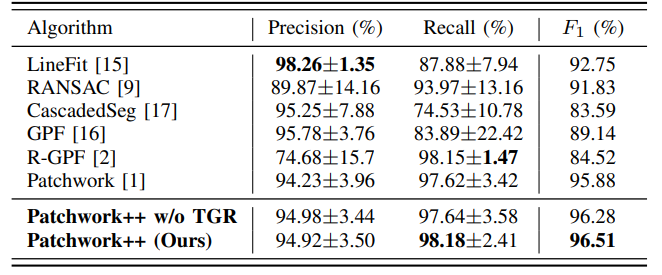 Algorithm Precision (%) Recall (%) F₁ (%)
LineFit [15] 98.26±1.35 87.88±7.94 92.75
RANSAC [9] 89.87±14.16 93.97±13.16 91.83
CascadedSeg [17] 95.25±7.88 74.53±10.78 83.59
GPF [16] 95.78±3.76 83.89±22.42 89.14
R-GPF [2] 74.68±15.7 98.15±1.47 84.52
Patchwork [1] 94.23±3.96 97.62±3.42 95.88
Patchwork++ w/o TGR 94.98±3.44 97.64±3.58 96.28
Patchwork++ (Ours) 94.92±3.50 98.18±2.41 96.51